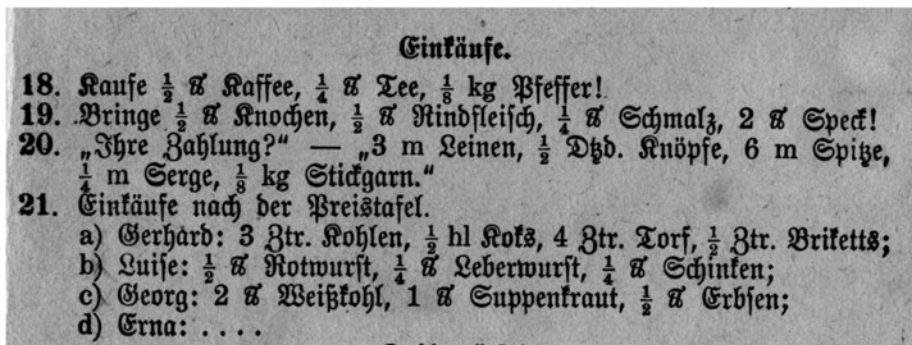 Einkäufe.
18. Kaufe ½ ℔ Kaffee, ¼ ℔ Tee, ⅛ kg Pfeffer!
19. Bringe ½ ℔ Knochen, ½ ℔ Rindfleisch, ¼ ℔ Schmalz, 2 ℔ Speck!
20. „Ihre Zahlung?“ — „3 m Leinen, ½ Dtzd. Knöpfe, 6 m Spitze,
¼ m Serge, ⅛ kg Stickgarn.“
21. Einkäufe nach der Preistafel.
a) Gerhard: 3 Ztr. Kohlen, ½ hl Koks, 4 Ztr. Torf, ½ Ztr. Briketts;
b) Luise: ½ ℔ Rotwurst, ¼ ℔ Leberwurst, ¼ ℔ Schinken;
c) Georg: 2 ℔ Weißkohl, 1 ℔ Suppenkraut, ½ ℔ Erbsen;
d) Erna: . . . .